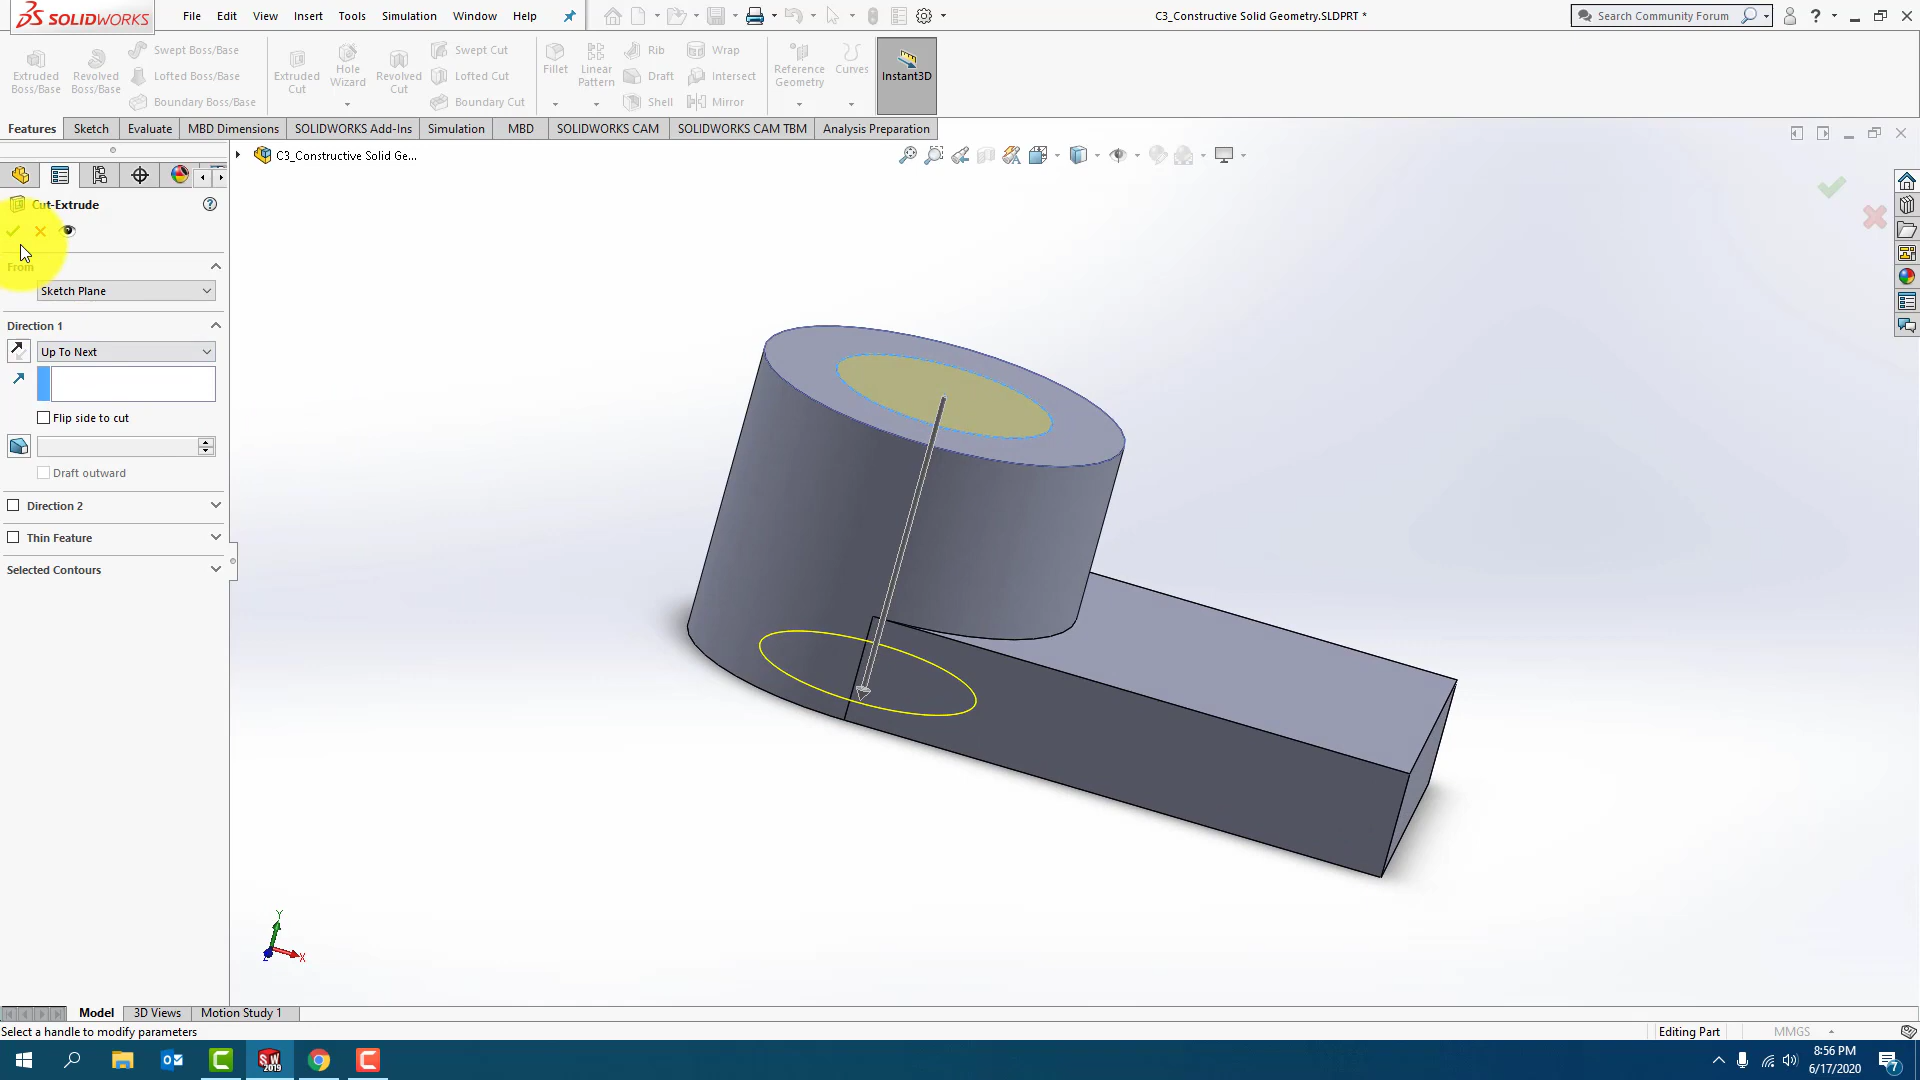 SOLIDWORKS File Edit View Insert Tools Simulation Window Help C3_Constructive Solid Geometry.SLDPRT * Search Community Forum
Extruded Boss/Base
Revolved Boss/Base
Swept Boss/Base
Lofted Boss/Base
Boundary Boss/Base
Extruded Cut
Hole Wizard
Revolved Cut
Swept Cut
Lofted Cut
Boundary Cut
Fillet
Linear Pattern
Rib
Draft
Shell
Wrap
Intersect
Mirror
Reference Geometry
Curves
Instant3D
Features Sketch Evaluate MBD Dimensions SOLIDWORKS Add-Ins Simulation MBD SOLIDWORKS CAM SOLIDWORKS CAM TBM Analysis Preparation
C3_Constructive Solid Ge...
Cut-Extrude
From
Sketch Plane
Direction 1
Up To Next
Flip side to cut
Draft outward
Direction 2
Thin Feature
Selected Contours
Y
X
Z
Model 3D Views Motion Study 1
Select a handle to modify parameters Editing Part MMGS
SW
2019
8:56 PM
6/17/2020
7